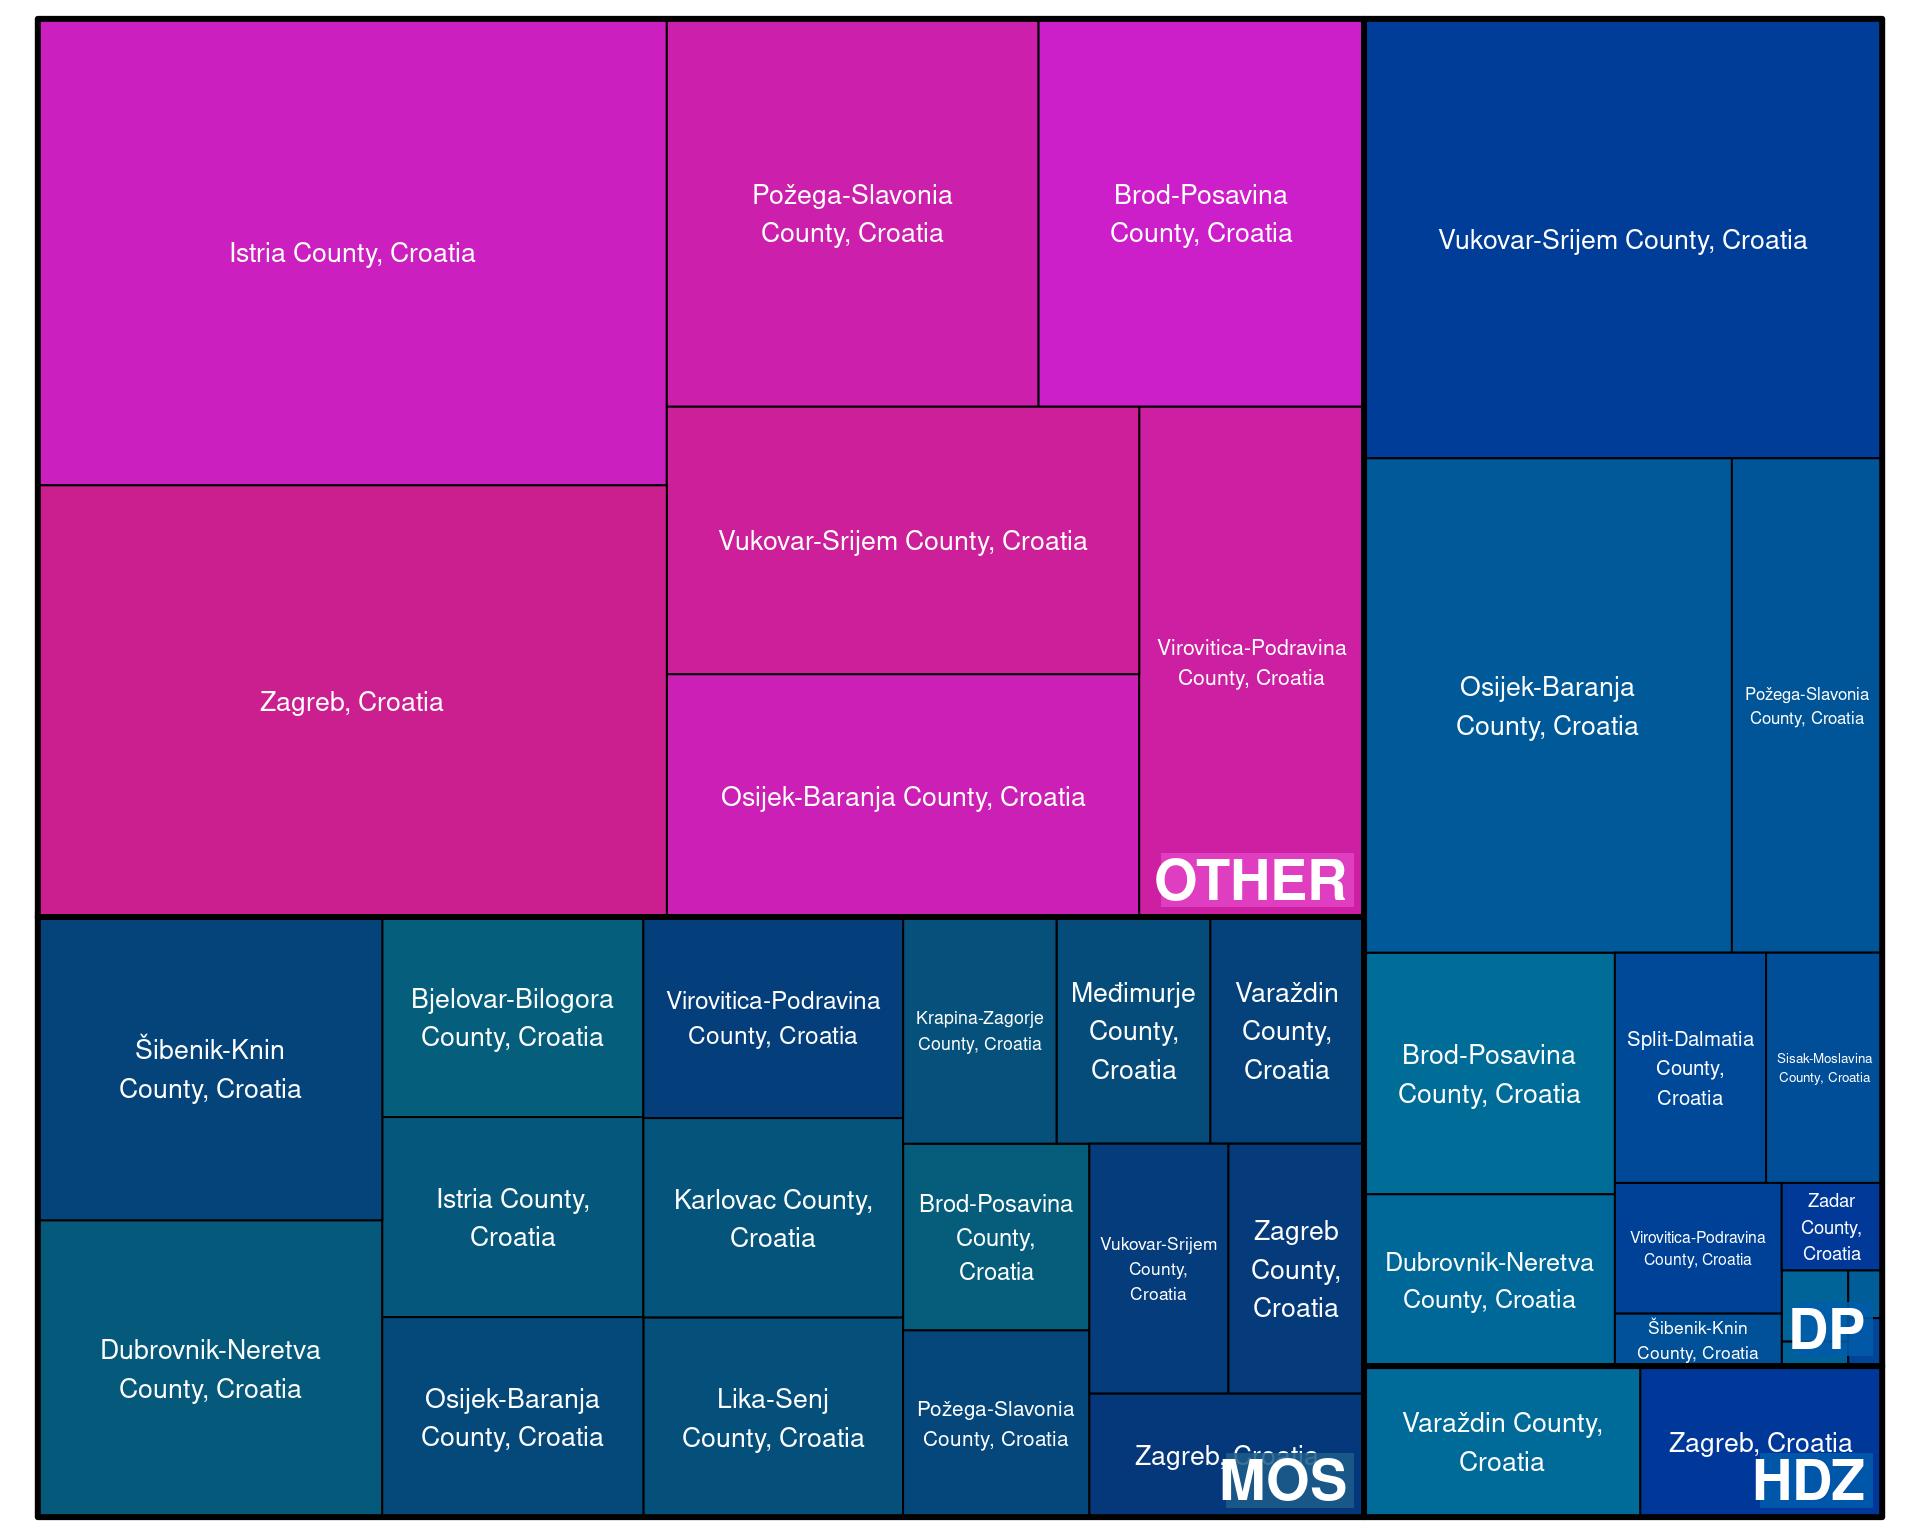 Istria County, Croatia
Požega-Slavonia
County, Croatia
Brod-Posavina
County, Croatia
Vukovar-Srijem County, Croatia
Zagreb, Croatia
Vukovar-Srijem County, Croatia
Osijek-Baranja County, Croatia
Virovitica-Podravina
County, Croatia
OTHER
Osijek-Baranja
County, Croatia
Požega-Slavonia
County, Croatia
Brod-Posavina
County, Croatia
Split-Dalmatia
County,
Croatia
Sisak-Moslavina
County, Croatia
Dubrovnik-Neretva
County, Croatia
Virovitica-Podravina
County, Croatia
Zadar
County,
Croatia
Šibenik-Knin
County, Croatia
DP
Šibenik-Knin
County, Croatia
Dubrovnik-Neretva
County, Croatia
Bjelovar-Bilogora
County, Croatia
Istria County,
Croatia
Osijek-Baranja
County, Croatia
Virovitica-Podravina
County, Croatia
Karlovac County,
Croatia
Lika-Senj
County, Croatia
Krapina-Zagorje
County, Croatia
Međimurje
County,
Croatia
Varaždin
County,
Croatia
Brod-Posavina
County,
Croatia
Vukovar-Srijem
County,
Croatia
Zagreb
County,
Croatia
Požega-Slavonia
County, Croatia
Zagreb, Croatia
MOS
Varaždin County,
Croatia
Zagreb, Croatia
HDZ